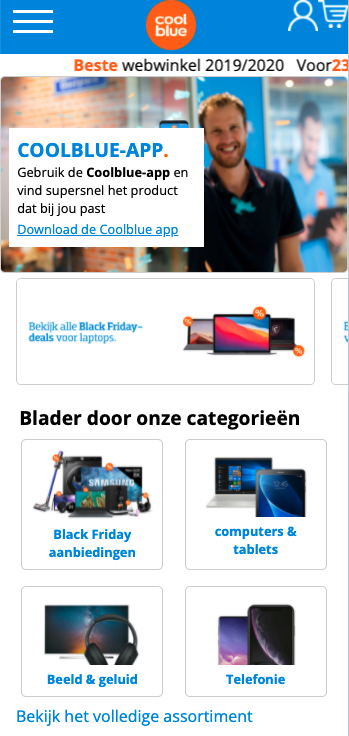 cool
blue
Beste webwinkel 2019/2020 Voor23
COOLBLUE-APP.
Gebruik de Coolblue-app en
vind supersnel het product
dat bij jou past
Download de Coolblue app
Bekijk alle Black Friday-
deals voor laptops.
%
%
%
Blader door onze categorieën
SAMSUNG
Black Friday
aanbiedingen
computers &
tablets
Beeld & geluid
Telefonie
Bekijk het volledige assortiment